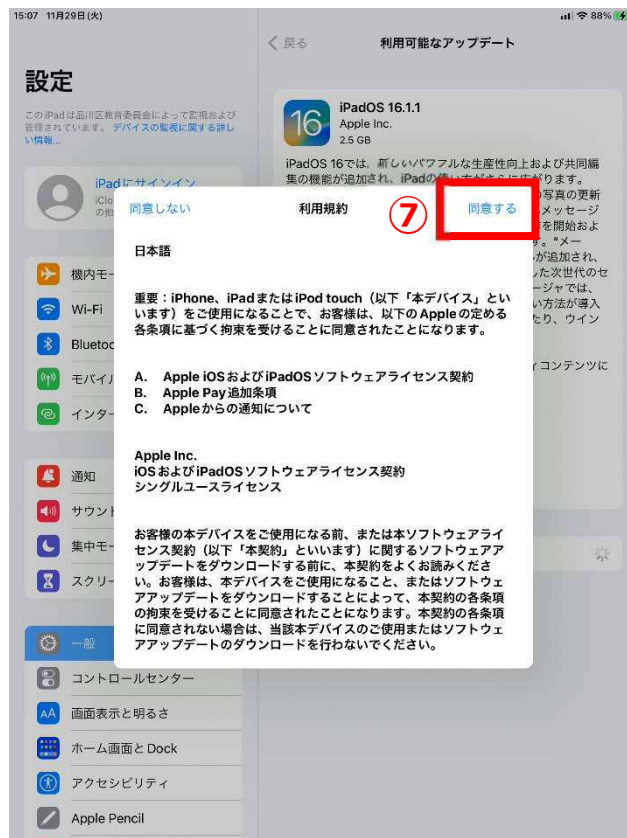 15:07 11月29日(火)
88%
戻る
利用可能なアップデート
設定
このiPadは品川区教育委員会によって監視および
管理されています。デバイスの監視に関する詳し
い情報...
iPadOS 16.1.1
Apple Inc.
2.5 GB
16
iPadOS 16では、新しいパワフルな生産性向上および共同編
集の機能が追加され、iPadの使い方がさらに広がります。
の写真の更新
メッセージ
を開始およ
す。*メー
が追加され、
した次世代のセ
ージャでは、
い方法が導入
たり、ウイン
ィコンテンツに
iPadにサインイン
iClo
の他
機内モー
Wi-Fi
Bluetoo
モバイル
インター
通知
サウンド
集中モー
スクリー
一般
コントロールセンター
画面表示と明るさ
AA
ホーム画面とDock
アクセシビリティ
Apple Pencil
同意しない
利用規約
⑦
同意する
日本語
重要:iPhone、iPadまたはiPod touch(以下「本デバイス」とい
います)をご使用になることで、お客様は、以下のAppleの定める
各条項に基づく拘束を受けることに同意されたことになります。
A. Apple iOSおよびiPadOSソフトウェアライセンス契約
B. Apple Pay追加条項
C. Appleからの通知について
Apple Inc.
iOSおよびiPadOSソフトウェアライセンス契約
シングルユースライセンス
お客様の本デバイスをご使用になる前、または本ソフトウェアライ
センス契約(以下「本契約」といいます)に関するソフトウェアア
ップデートをダウンロードする前に、本契約をよくお読みくださ
い。お客様は、本デバイスをご使用になること、またはソフトウェ
アアップデートをダウンロードすることによって、本契約の各条項
の拘束を受けることに同意されたことになります。本契約の各条項
に同意されない場合は、当該本デバイスのご使用またはソフトウェ
アアップデートのダウンロードを行わないでください。